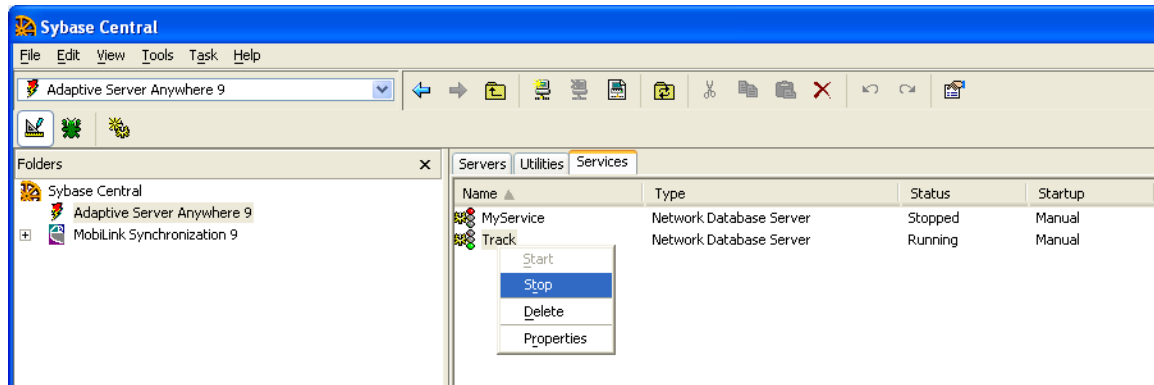 Sybase Central
File Edit View Tools Task Help
Adaptive Server Anywhere 9
Folders x
Servers Utilities Services
Sybase Central
Adaptive Server Anywhere 9
MobiLink Synchronization 9
Name Type Status Startup
MyService Network Database Server Stopped Manual
Track Network Database Server Running Manual
Start
Stop
Delete
Properties